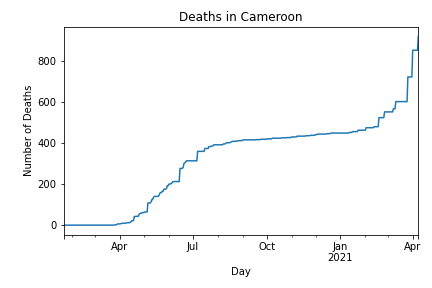 Deaths in Cameroon
Number of Deaths
800
600
400
200
0
Apr
Jul
Oct
Jan
2021
Apr
Day